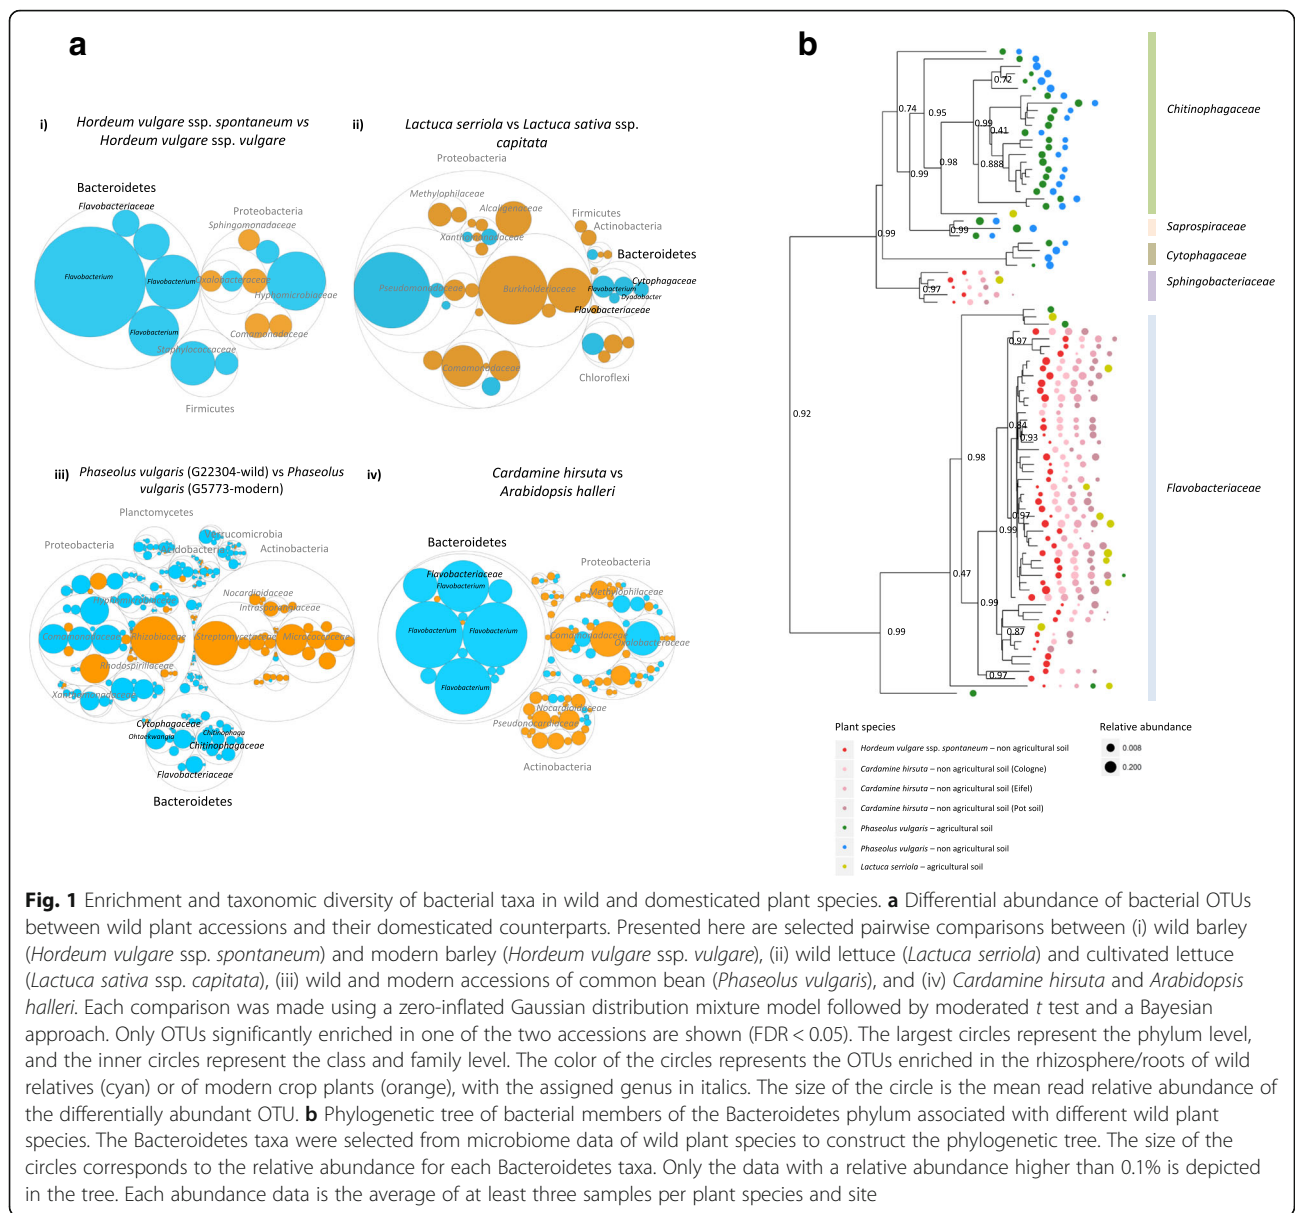 a
i)
Hordeum vulgare ssp. spontaneum vs
Hordeum vulgare ssp. vulgare
Bacteroidetes
Flavobacteriaceae
Proteobacteria
Sphingomonadaceae
Flavobacterium
Flavobacterium
Oxalobacteraceae
Hyphomicrobiaceae
Flavobacterium
Comamonadaceae
Staphylococcaceae
Firmicutes
ii)
Lactuca serriola vs Lactuca sativa ssp.
capitata
Proteobacteria
Methylophilaceae
Alcaligenaceae
Firmicutes
Actinobacteria
Xanthomonadaceae
Bacteroidetes
Cytophagaceae
Pseudomonadaceae
Burkholderiaceae
Flavobacterium
Dyadobacter
Flavobacteriaceae
Comamonadaceae
Chloroflexi
iii)
Phaseolus vulgaris (G22304-wild) vs Phaseolus
vulgaris (G5773-modern)
Planctomycetes
Verrucomicrobia
Proteobacteria
Acidobacteria
Actinobacteria
Nocardioidaceae
Hyphomicrobiaceae
Intrasporangiaceae
Comamonadaceae
Rhizobiaceae
Streptomycetaceae
Micrococcaceae
Rhodospirillaceae
Xanthomonadaceae
Cytophagaceae
Ohtaekwangia
Chitinophaga
Chitinophagaceae
Flavobacteriaceae
Bacteroidetes
iv)
Cardamine hirsuta vs
Arabidopsis halleri
Bacteroidetes
Proteobacteria
Flavobacteriaceae
Flavobacterium
Methylophilaceae
Flavobacterium
Flavobacterium
Comamonadaceae
Oxalobacteraceae
Flavobacterium
Nocardioidaceae
Pseudonocardiaceae
Actinobacteria
b
0.72
0.74
0.95
0.99
0.41
0.98
0.888
0.99
0.99
0.99
0.97
0.97
0.92
0.84
0.93
0.98
0.97
0.99
0.47
0.99
0.99
0.87
0.97
Chitinophagaceae
Saprospiraceae
Cytophagaceae
Sphingobacteriaceae
Flavobacteriaceae
Plant species
Hordeum vulgare ssp. spontaneum – non agricultural soil
Cardamine hirsuta – non agricultural soil (Cologne)
Cardamine hirsuta – non agricultural soil (Eifel)
Cardamine hirsuta – non agricultural soil (Pot soil)
Phaseolus vulgaris – agricultural soil
Phaseolus vulgaris – non agricultural soil
Lactuca serriola – agricultural soil
Relative abundance
0.008
0.200
Fig. 1 Enrichment and taxonomic diversity of bacterial taxa in wild and domesticated plant species. a Differential abundance of bacterial OTUs
between wild plant accessions and their domesticated counterparts. Presented here are selected pairwise comparisons between (i) wild barley
(Hordeum vulgare ssp. spontaneum) and modern barley (Hordeum vulgare ssp. vulgare), (ii) wild lettuce (Lactuca serriola) and cultivated lettuce
(Lactuca sativa ssp. capitata), (iii) wild and modern accessions of common bean (Phaseolus vulgaris), and (iv) Cardamine hirsuta and Arabidopsis
halleri. Each comparison was made using a zero-inflated Gaussian distribution mixture model followed by moderated t test and a Bayesian
approach. Only OTUs significantly enriched in one of the two accessions are shown (FDR < 0.05). The largest circles represent the phylum level,
and the inner circles represent the class and family level. The color of the circles represents the OTUs enriched in the rhizosphere/roots of wild
relatives (cyan) or of modern crop plants (orange), with the assigned genus in italics. The size of the circle is the mean read relative abundance of
the differentially abundant OTU. b Phylogenetic tree of bacterial members of the Bacteroidetes phylum associated with different wild plant
species. The Bacteroidetes taxa were selected from microbiome data of wild plant species to construct the phylogenetic tree. The size of the
circles corresponds to the relative abundance for each Bacteroidetes taxa. Only the data with a relative abundance higher than 0.1% is depicted
in the tree. Each abundance data is the average of at least three samples per plant species and site